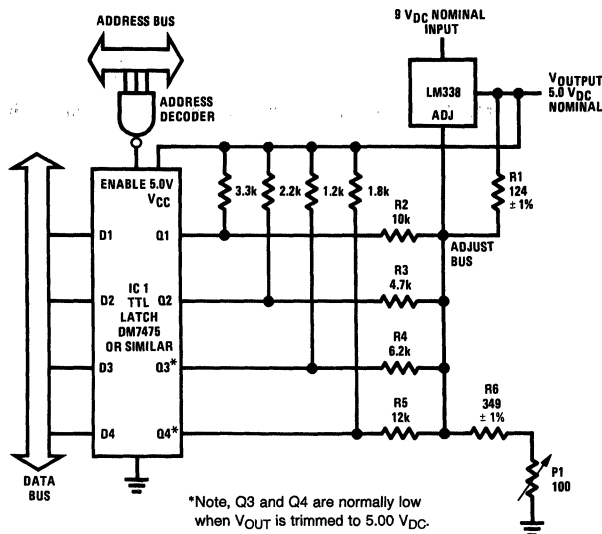 ADDRESS BUS
9 VDC NOMINAL
INPUT
LM338
ADJ
VOUTPUT
5.0 VDC
NOMINAL
ADDRESS
DECODER
ENABLE 5.0V
VCC
3.3k
2.2k
1.2k
1.8k
R1
124
± 1%
R2
10k
ADJUST
BUS
D1
Q1
R3
4.7k
D2
Q2
IC 1
TTL
LATCH
DM7475
OR SIMILAR
R4
6.2k
D3
Q3*
R5
12k
R6
349
± 1%
D4
Q4*
P1
100
DATA
BUS
*Note, Q3 and Q4 are normally low
when VOUT is trimmed to 5.00 VDC.